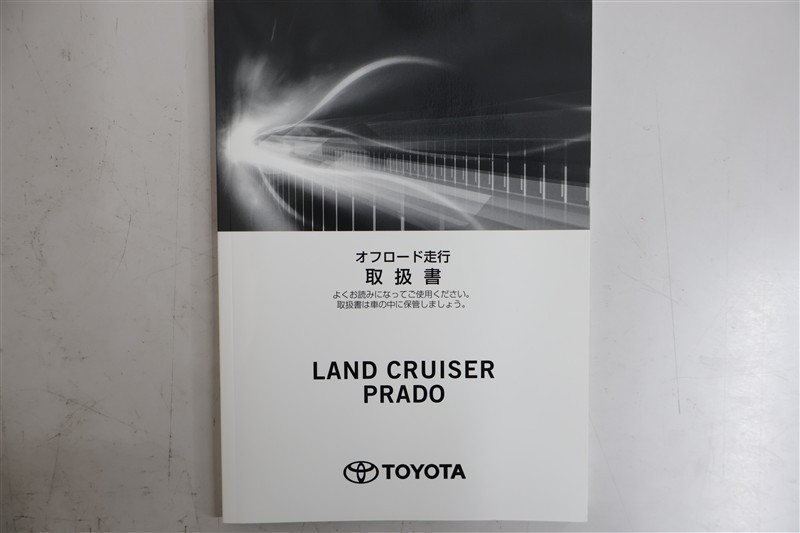 オフロード走行
取扱書
よくお読みになってご使用ください。
取扱書は車の中に保管しましょう。
LAND CRUISER
PRADO
TOYOTA